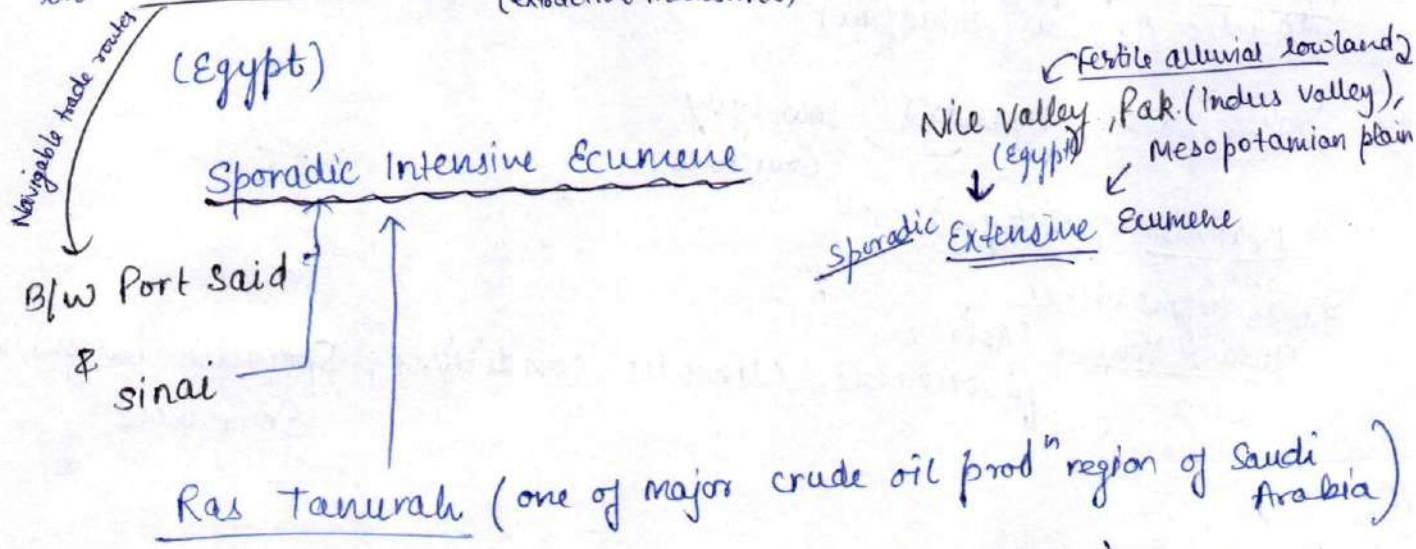 Navigable trade routes
(Egypt)
Sporadic Intensive Ecumene
B/w Port Said
&
sinai
Fertile alluvial lowland
Nile Valley, Pak. (Indus valley),
(Egypt) Mesopotamian plain
Sporadic Extensive Ecumene
Ras Tanurah (one of major crude oil prodⁿ region of Saudi
Arabia)